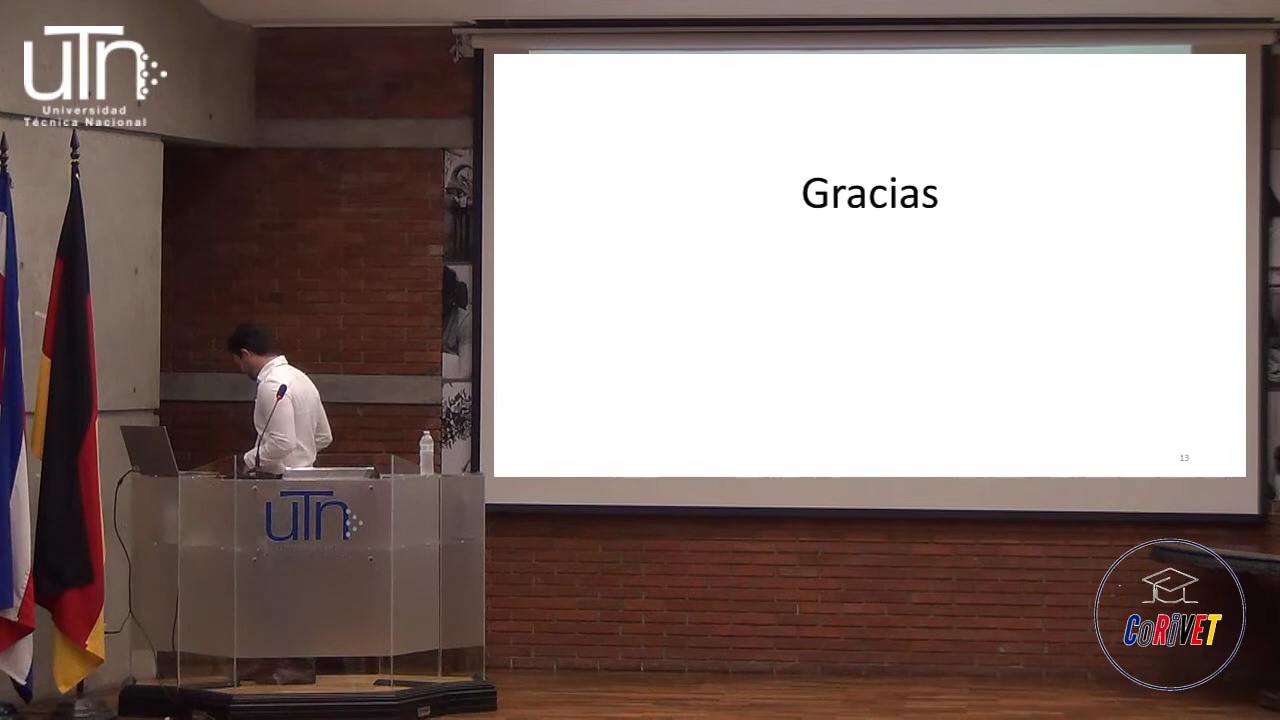 uTn
Universidad
Técnica Nacional
Gracias
13
uTn
CoRiVET